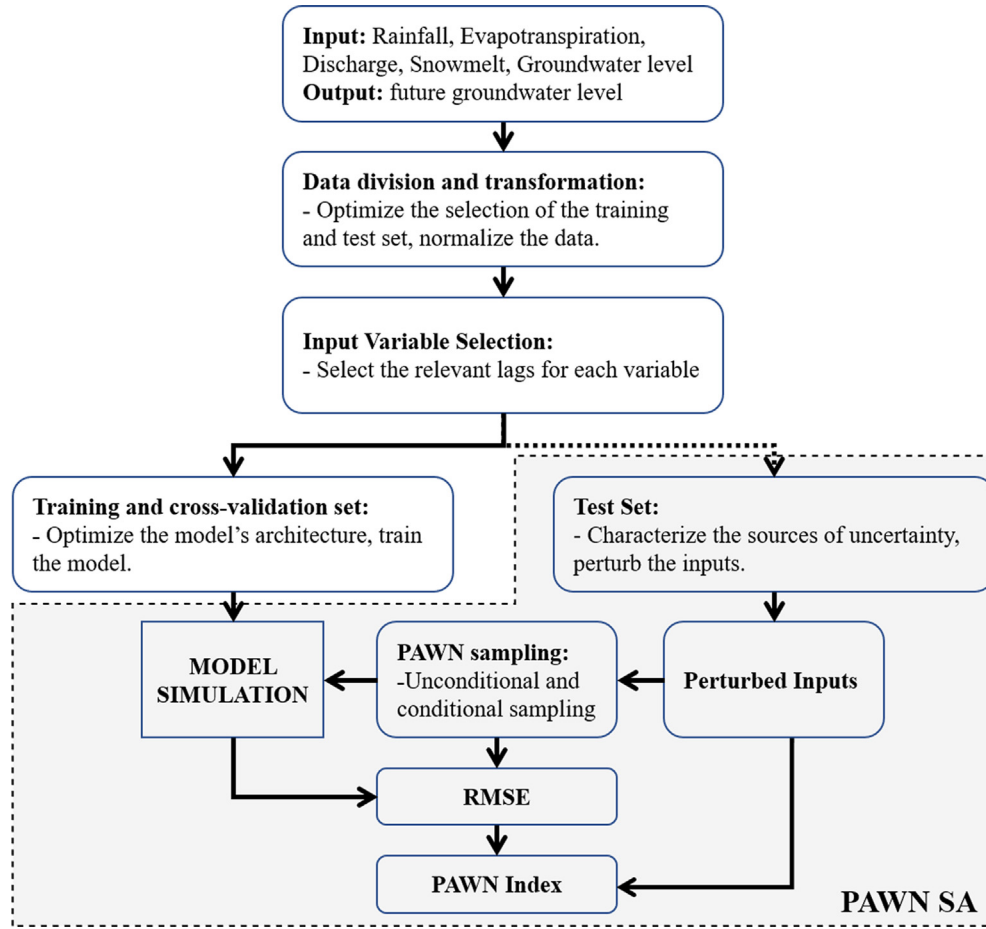 Input: Rainfall, Evapotranspiration,
Discharge, Snowmelt, Groundwater level
Output: future groundwater level
Data division and transformation:
- Optimize the selection of the training
and test set, normalize the data.
Input Variable Selection:
- Select the relevant lags for each variable
Training and cross-validation set:
- Optimize the model’s architecture, train
the model.
Test Set:
- Characterize the sources of uncertainty,
perturb the inputs.
MODEL
SIMULATION
PAWN sampling:
-Unconditional and
conditional sampling
Perturbed Inputs
RMSE
PAWN Index
PAWN SA